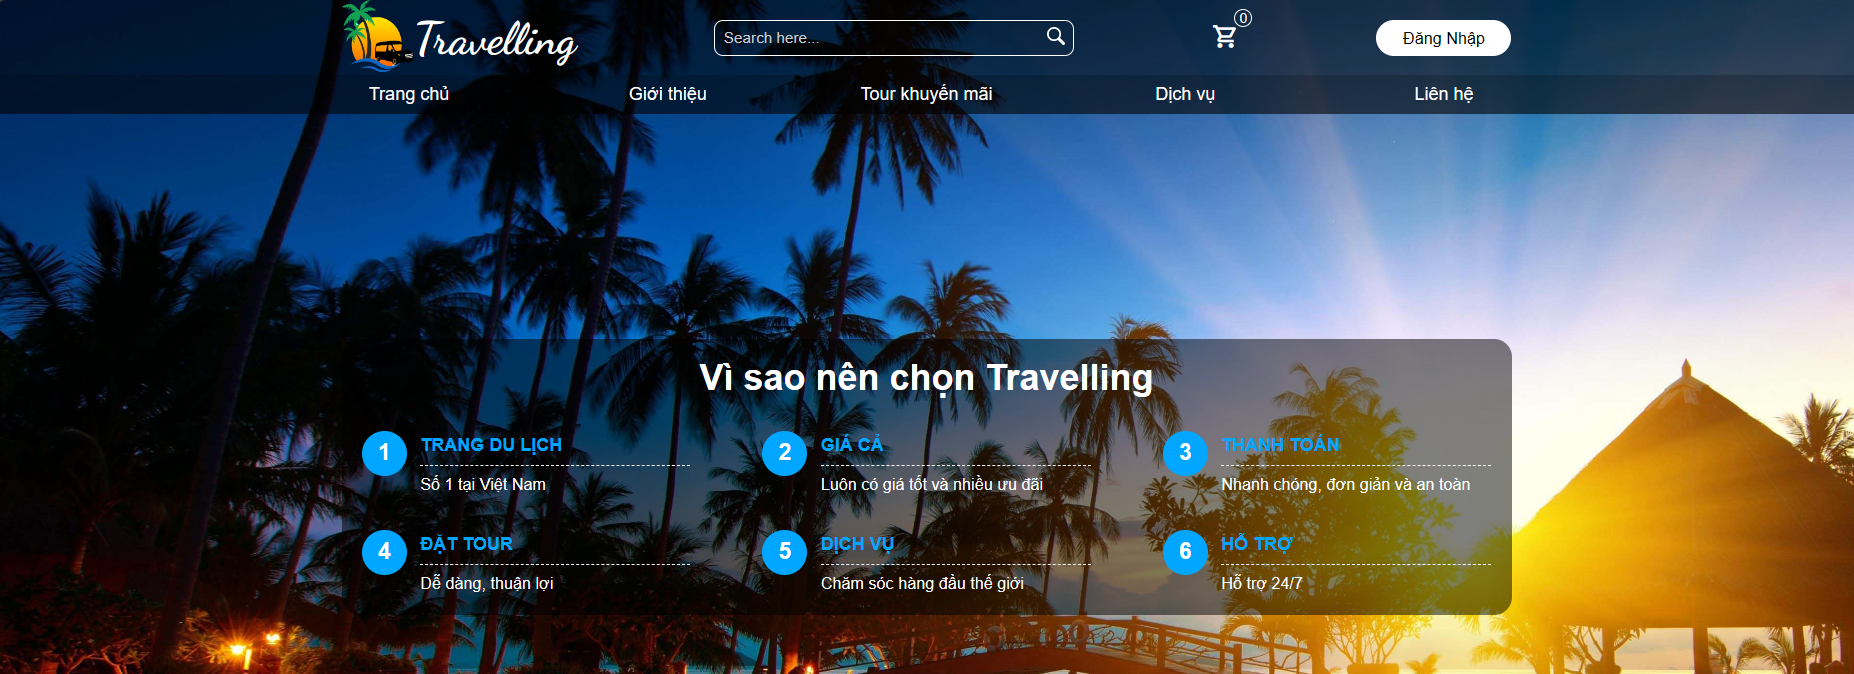 Travelling
Search here...
0
Đăng Nhập
Trang chủ
Giới thiệu
Tour khuyến mãi
Dịch vụ
Liên hệ
Vì sao nên chọn Travelling
1
TRANG DU LỊCH
Số 1 tại Việt Nam
2
GIÁ CẢ
Luôn có giá tốt và nhiều ưu đãi
3
THANH TOÁN
Nhanh chóng, đơn giản và an toàn
4
ĐẶT TOUR
Dễ dàng, thuận lợi
5
DỊCH VỤ
Chăm sóc hàng đầu thế giới
6
HỖ TRỢ
Hỗ trợ 24/7